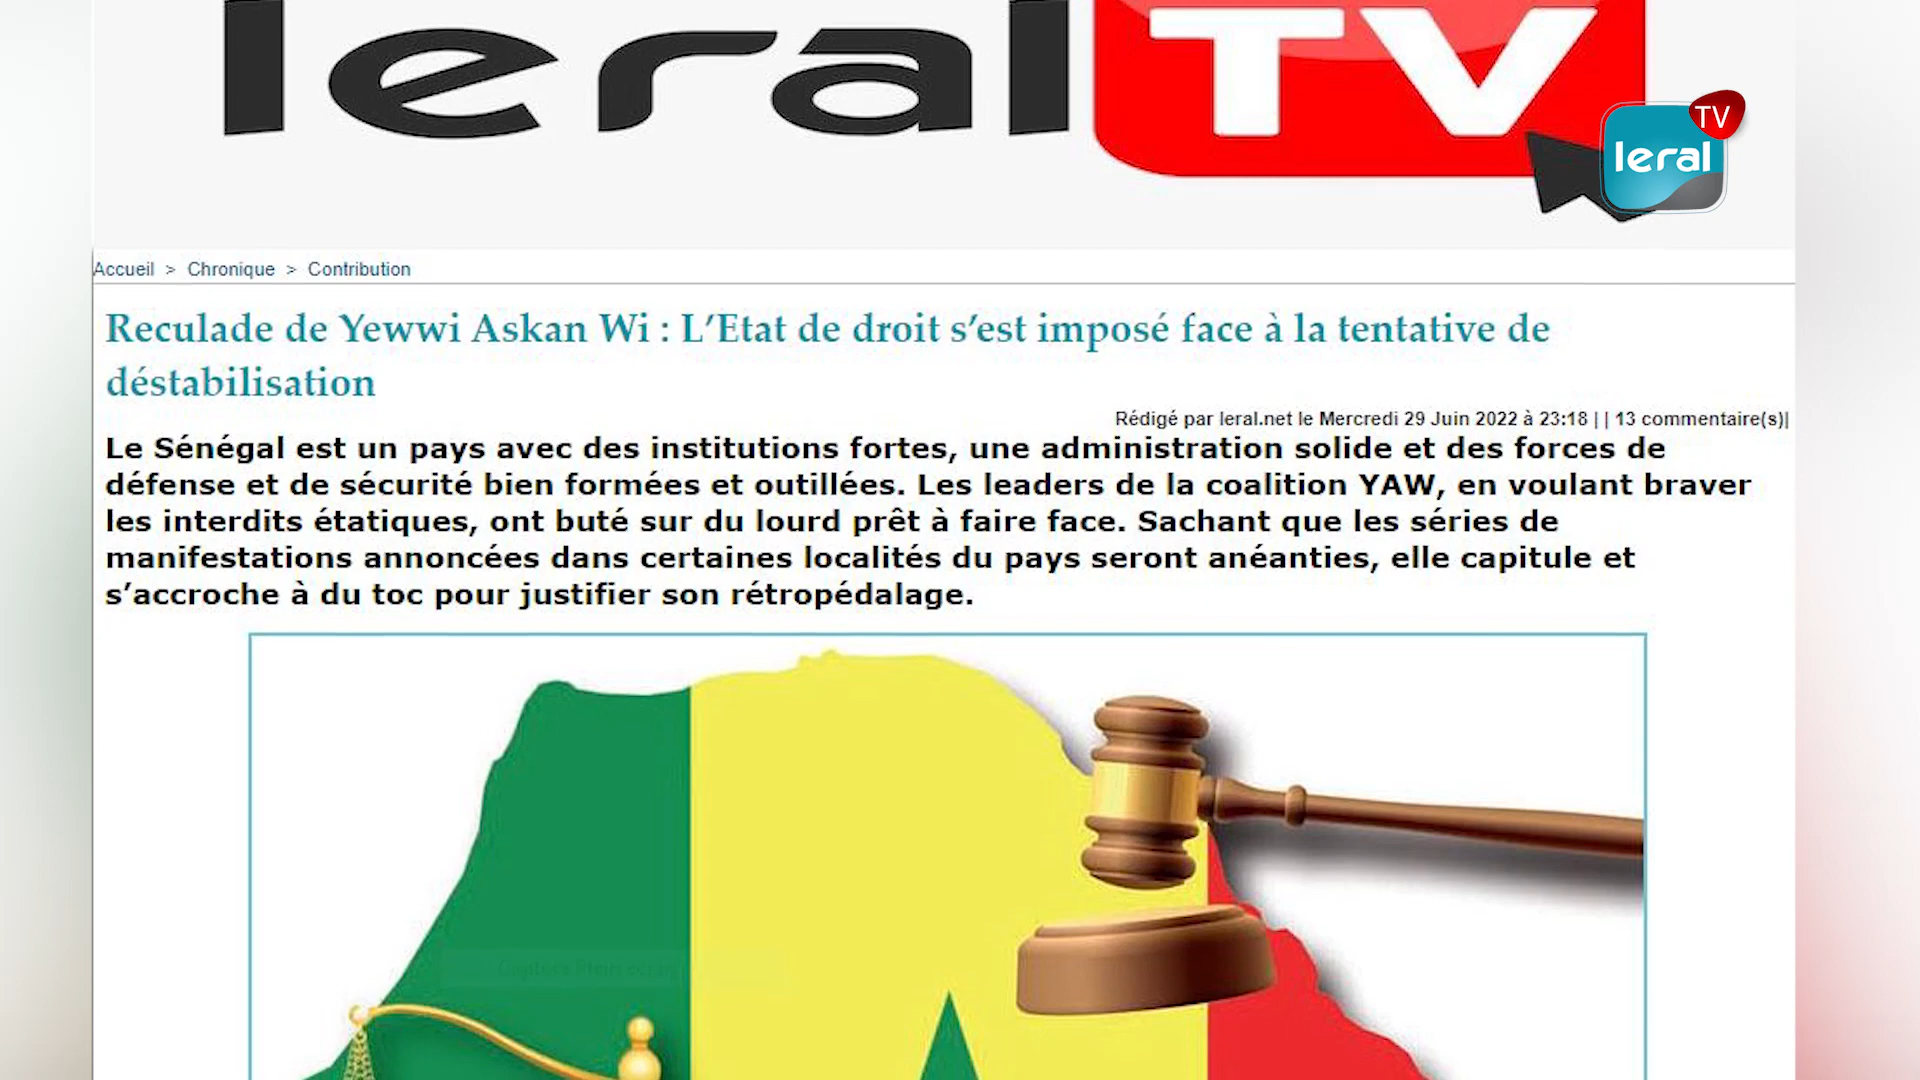 leral TV
TV
leral
Accueil > Chronique > Contribution
Reculade de Yewwi Askan Wi : L’Etat de droit s’est imposé face à la tentative de
déstabilisation
Rédigé par leral.net le Mercredi 29 Juin 2022 à 23:18 | | 13 commentaire(s)|
Le Sénégal est un pays avec des institutions fortes, une administration solide et des forces de
défense et de sécurité bien formées et outillées. Les leaders de la coalition YAW, en voulant braver
les interdits étatiques, ont buté sur du lourd prêt à faire face. Sachant que les séries de
manifestations annoncées dans certaines localités du pays seront anéanties, elle capitule et
s’accroche à du toc pour justifier son rétropédalage.
Capture Plein écran